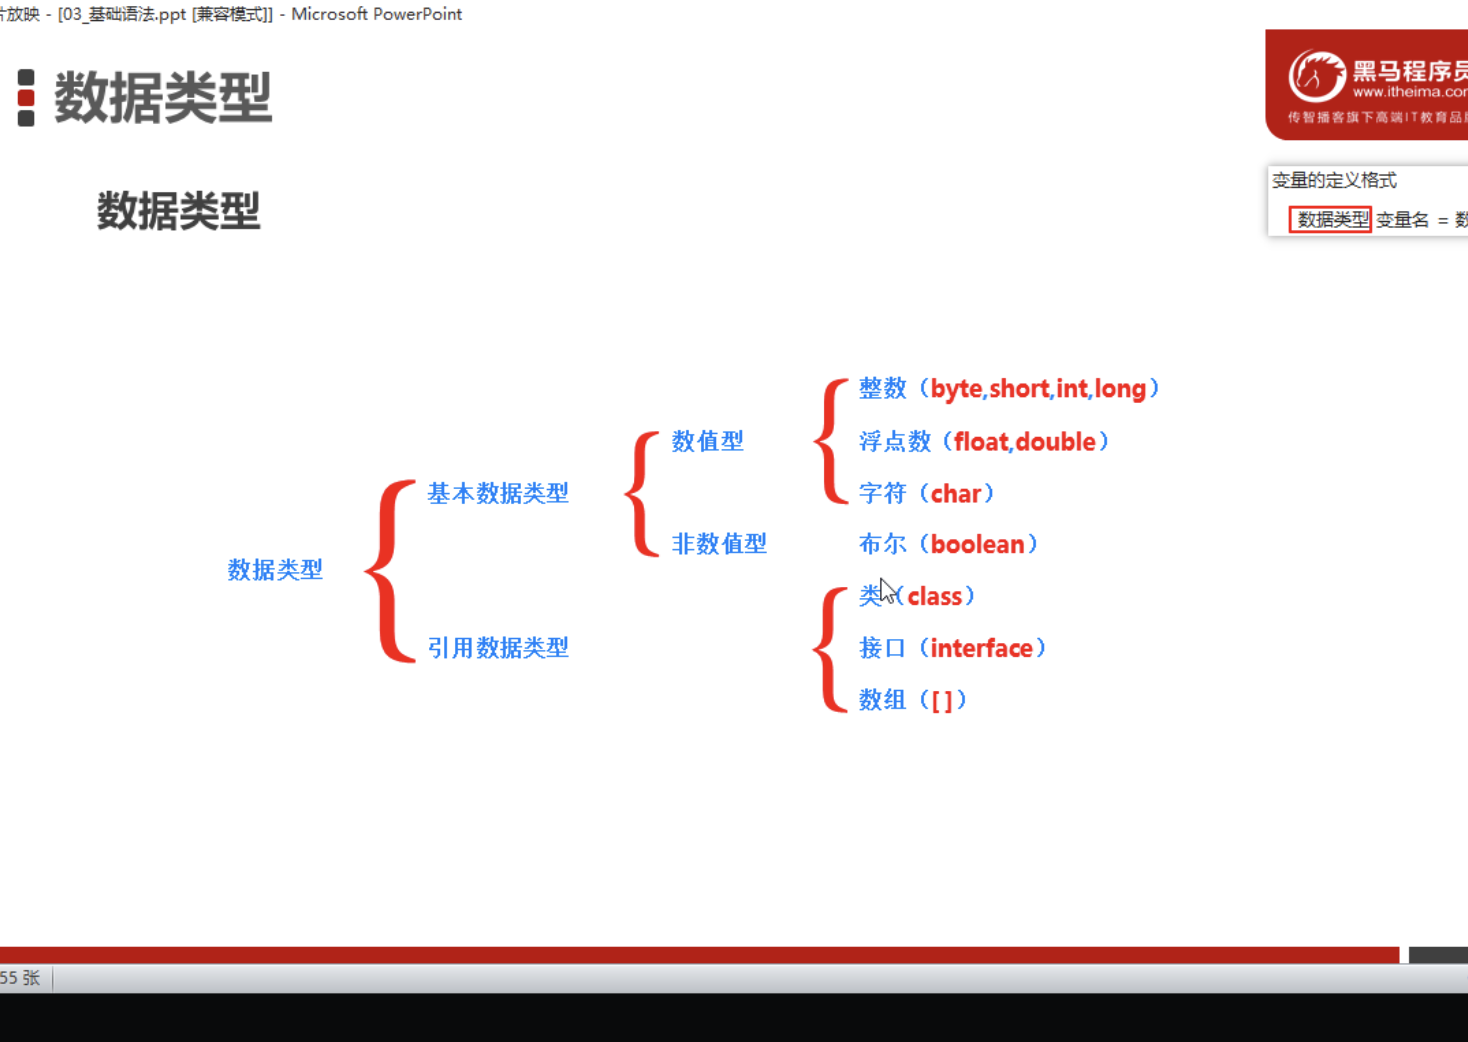 片放映 - [03_基础语法.ppt [兼容模式]] - Microsoft PowerPoint
数据类型
黑马程序员
www.itheima.com
传智播客旗下高端IT教育品牌
数据类型
变量的定义格式
数据类型 变量名 = 数
整数（byte,short,int,long）
数值型
浮点数（float,double）
基本数据类型
字符（char）
非数值型
布尔（boolean）
数据类型
类（class）
引用数据类型
接口（interface）
数组（[ ]）
55 张